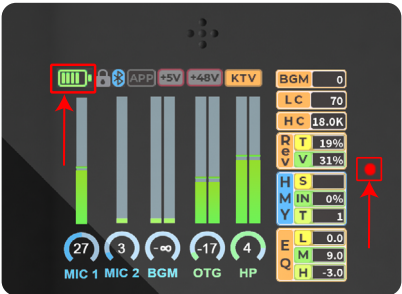 APP +5V +48V KTV
BGM 0
LC 70
HC 18.0K
Rev T 19%
V 31%
HMY S
IN 0%
T 1
EQ L 0.0
M 9.0
H -3.0
27 3 -∞ -17 4
MIC 1 MIC 2 BGM OTG HP